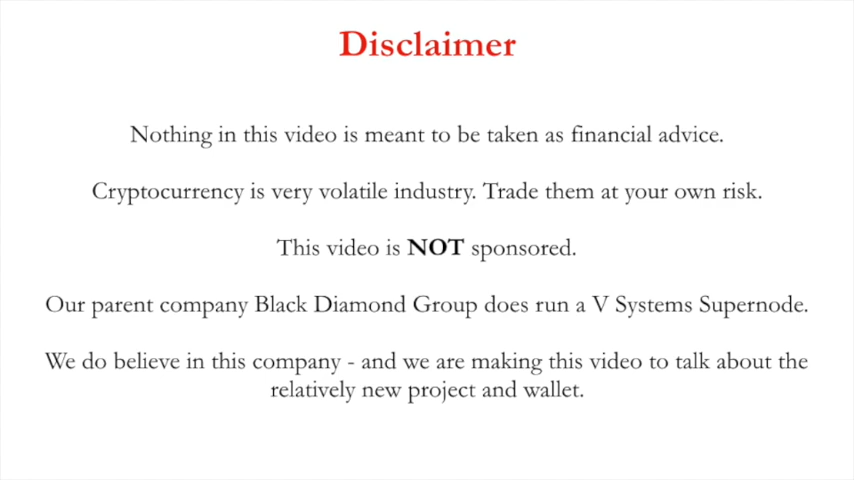 Disclaimer
Nothing in this video is meant to be taken as financial advice.
Cryptocurrency is very volatile industry. Trade them at your own risk.
This video is NOT sponsored.
Our parent company Black Diamond Group does run a V Systems Supernode.
We do believe in this company - and we are making this video to talk about the
relatively new project and wallet.